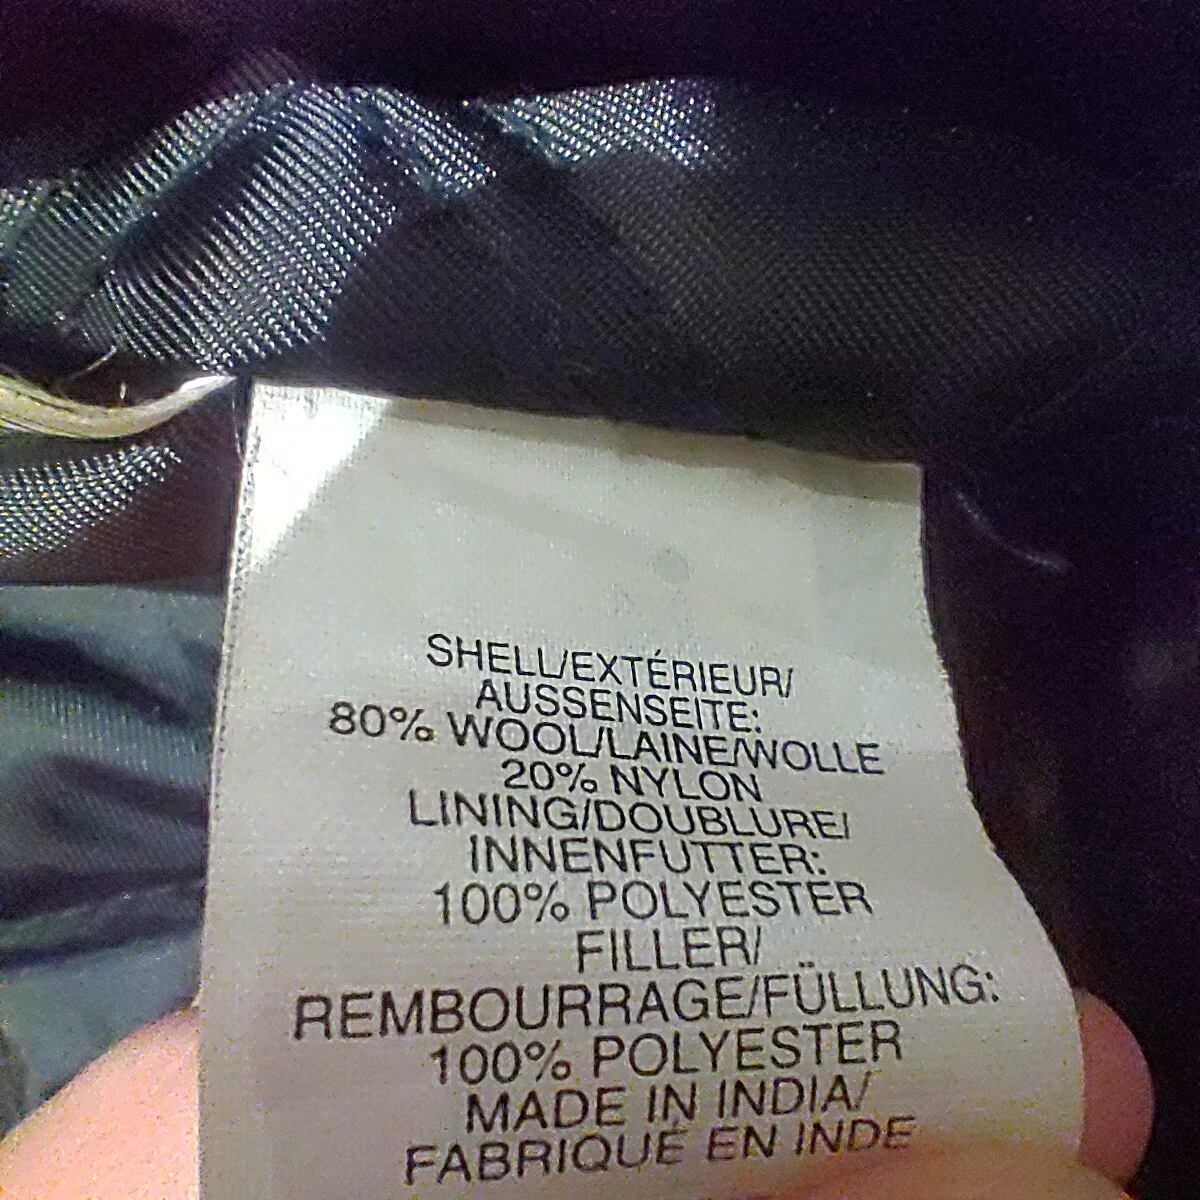 SHELL/EXTÉRIEUR/
AUSSENSEITE:
80% WOOL/LAINE/WOLLE
20% NYLON
LINING/DOUBLURE/
INNENFUTTER:
100% POLYESTER
FILLER/
REMBOURRAGE/FÜLLUNG:
100% POLYESTER
MADE IN INDIA/
FABRIQUÉ EN INDE